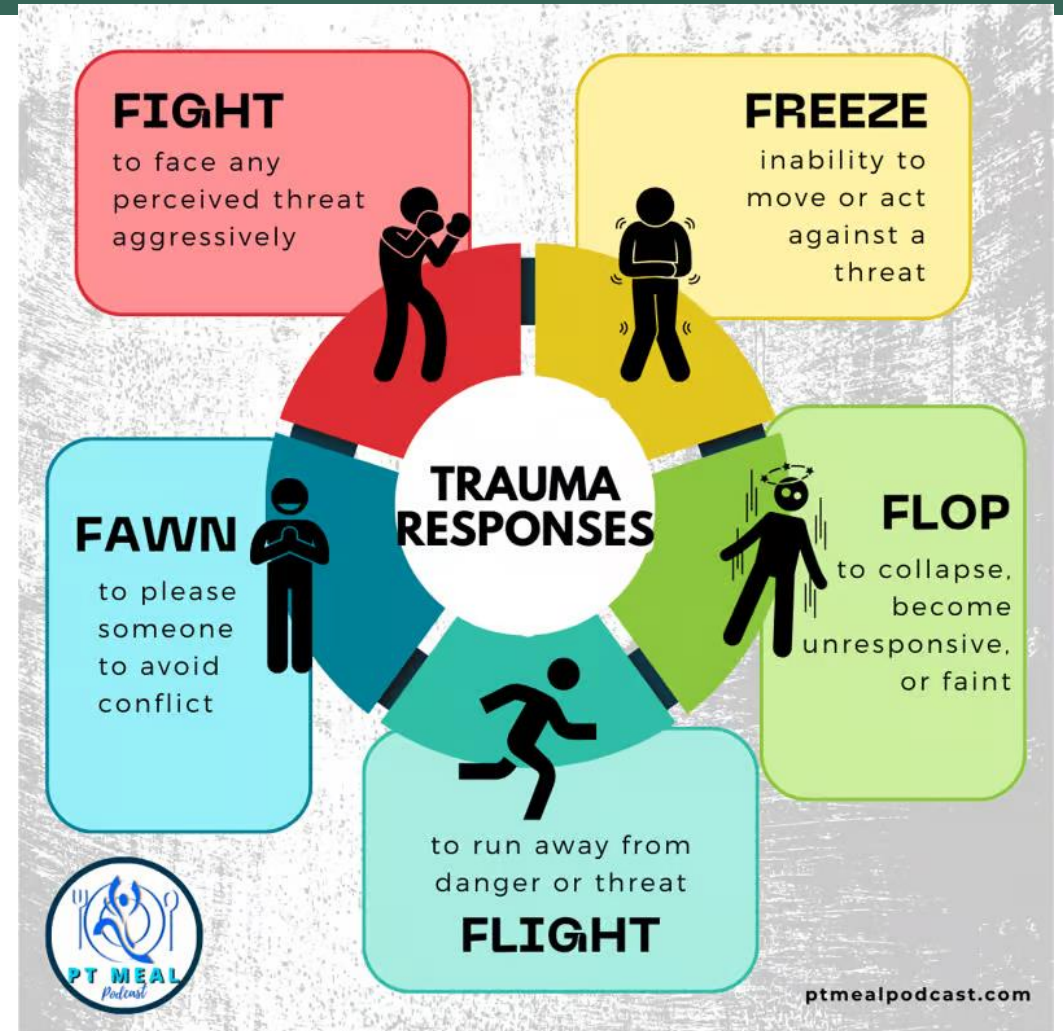 FIGHT
to face any
perceived threat
aggressively
FREEZE
inability to
move or act
against a
threat
TRAUMA
RESPONSES
FAWN
to please
someone
to avoid
conflict
FLOP
to collapse,
become
unresponsive,
or faint
to run away from
danger or threat
FLIGHT
PT MEAL
Podcast
ptmealpodcast.com